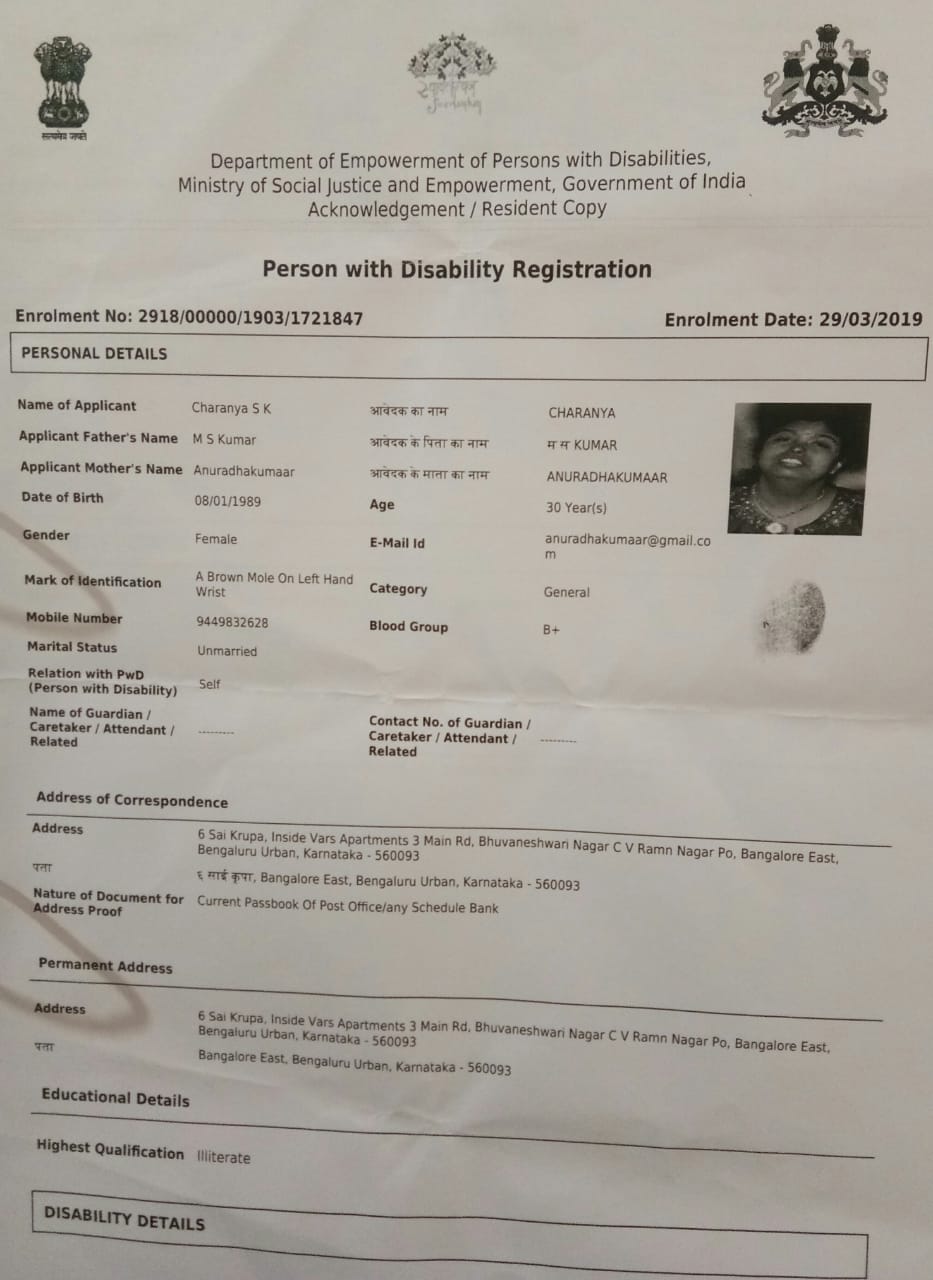 सत्यमेव जयते
Department of Empowerment of Persons with Disabilities,
Ministry of Social Justice and Empowerment, Government of India
Acknowledgement / Resident Copy
Person with Disability Registration
Enrolment No: 2918/00000/1903/1721847 Enrolment Date: 29/03/2019
PERSONAL DETAILS
Name of Applicant Charanya S K आवेदक का नाम CHARANYA
Applicant Father's Name M S Kumar आवेदक के पिता का नाम म स KUMAR
Applicant Mother's Name Anuradhakumaar आवेदक के माता का नाम ANURADHAKUMAAR
Date of Birth 08/01/1989 Age 30 Year(s)
Gender Female E-Mail Id anuradhakumaar@gmail.co
m
Mark of Identification A Brown Mole On Left Hand Category General
Wrist
Mobile Number 9449832628 Blood Group B+
Marital Status Unmarried
Relation with PwD
(Person with Disability) Self
Name of Guardian / Contact No. of Guardian /
Caretaker / Attendant / --------- Caretaker / Attendant / ---------
Related Related
Address of Correspondence
Address 6 Sai Krupa, Inside Vars Apartments 3 Main Rd, Bhuvaneshwari Nagar C V Ramn Nagar Po, Bangalore East,
Bengaluru Urban, Karnataka - 560093
पता ६ साई कृपा, Bangalore East, Bengaluru Urban, Karnataka - 560093
Nature of Document for Current Passbook Of Post Office/any Schedule Bank
Address Proof
Permanent Address
Address 6 Sai Krupa, Inside Vars Apartments 3 Main Rd, Bhuvaneshwari Nagar C V Ramn Nagar Po, Bangalore East,
Bengaluru Urban, Karnataka - 560093
पता Bangalore East, Bengaluru Urban, Karnataka - 560093
Educational Details
Highest Qualification Illiterate
DISABILITY DETAILS